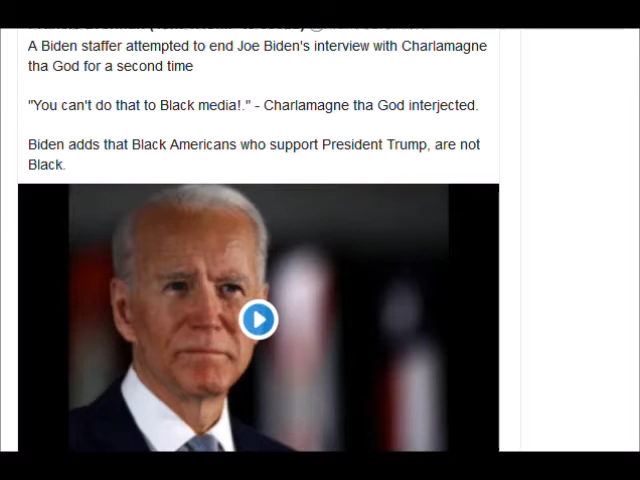 A Biden staffer attempted to end Joe Biden's interview with Charlamagne
tha God for a second time
"You can't do that to Black media!." - Charlamagne tha God interjected.
Biden adds that Black Americans who support President Trump, are not
Black.